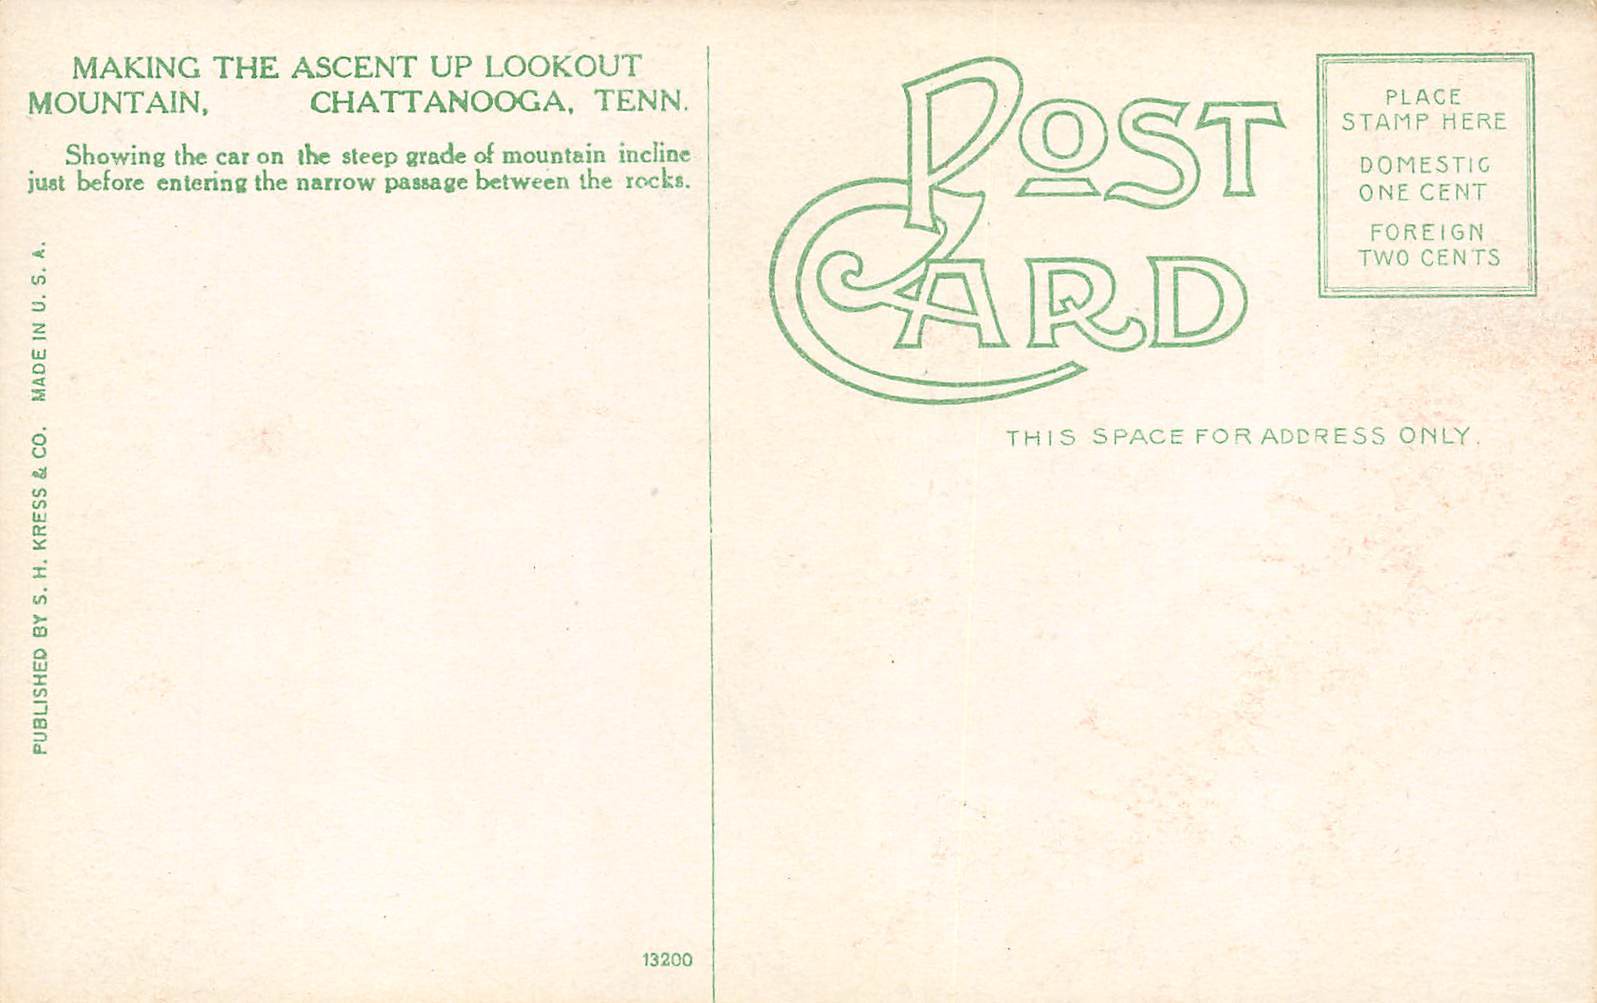 MAKING THE ASCENT UP LOOKOUT
MOUNTAIN, CHATTANOOGA, TENN.
Showing the car on the steep grade of mountain incline
just before entering the narrow passage between the rocks.
PUBLISHED BY S. H. KRESS & CO. MADE IN U. S. A.
13200
POST
CARD
PLACE
STAMP HERE
DOMESTIC
ONE CENT
FOREIGN
TWO CENTS
THIS SPACE FOR ADDRESS ONLY.